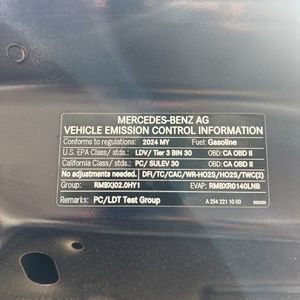 MERCEDES-BENZ AG
VEHICLE EMISSION CONTROL INFORMATION
Conforms to regulations: 2024 MY Fuel: Gasoline
U.S. EPA Class/ stds.: LDV/ Tier 3 BIN 30 OBD: CA OBD II
California Class/ stds.: PC/ SULEV 30 OBD: CA OBD II
No adjustments needed. DFI/TC/CAC/WR-HO2S/HO2S/TWC(2)
Group: RMBXJ02.0HY1 EVAP: RMBXR0140LNB
Remarks: PC/LDT Test Group A 254 221 10 00